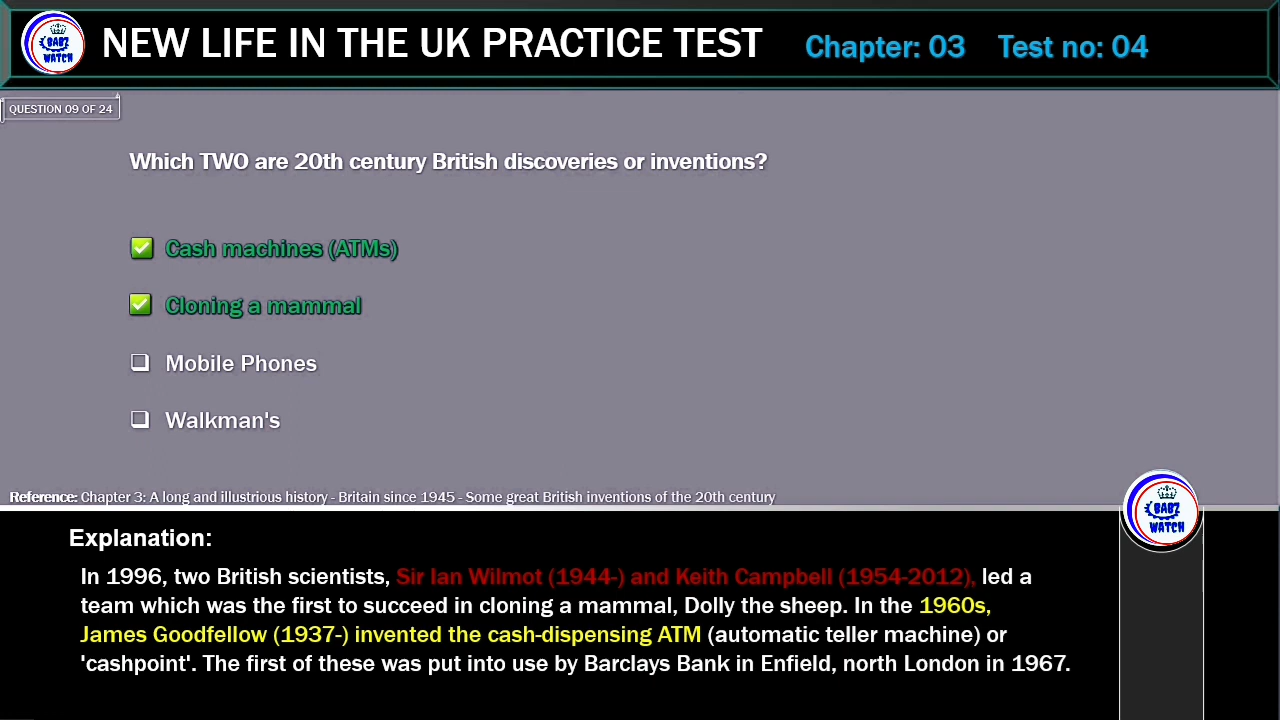 BABZ
WATCH
NEW LIFE IN THE UK PRACTICE TEST Chapter: 03 Test no: 04
QUESTION 09 OF 24
Which TWO are 20th century British discoveries or inventions?
Cash machines (ATMs)
Cloning a mammal
Mobile Phones
Walkman's
Reference: Chapter 3: A long and illustrious history - Britain since 1945 - Some great British inventions of the 20th century
BABZ
WATCH
Explanation:
In 1996, two British scientists, Sir Ian Wilmot (1944-) and Keith Campbell (1954-2012), led a
team which was the first to succeed in cloning a mammal, Dolly the sheep. In the 1960s,
James Goodfellow (1937-) invented the cash-dispensing ATM (automatic teller machine) or
'cashpoint'. The first of these was put into use by Barclays Bank in Enfield, north London in 1967.